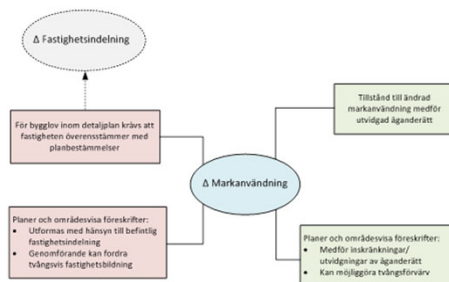 Δ Fastighetsindelning
För bygglov inom detaljplan krävs att
fastigheten överensstämmer med
planbestämmelser
Tillstånd till ändrad
markanvändning medför
utvidgad äganderätt
Δ Markanvändning
Planer och områdesvisa föreskrifter:
• Utformas med hänsyn till befintlig
fastighetsindelning
• Genomförande kan fordra
tvångsvis fastighetsbildning
Planer och områdesvisa föreskrifter:
• Medför inskränkningar/
utvidgningar av äganderätt
• Kan möjliggöra tvångsförvärv